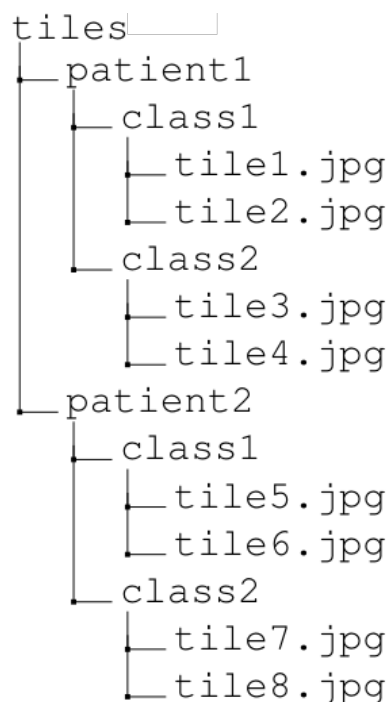 tiles
patient1
class1
tile1.jpg
tile2.jpg
class2
tile3.jpg
tile4.jpg
patient2
class1
tile5.jpg
tile6.jpg
class2
tile7.jpg
tile8.jpg